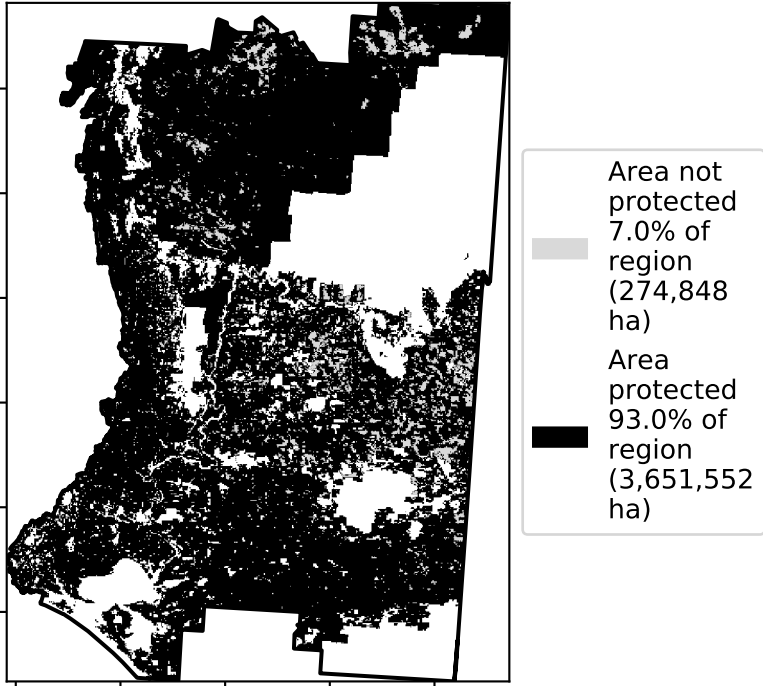 Area not
protected
7.0% of
region
(274,848
ha)
Area
protected
93.0% of
region
(3,651,552
ha)